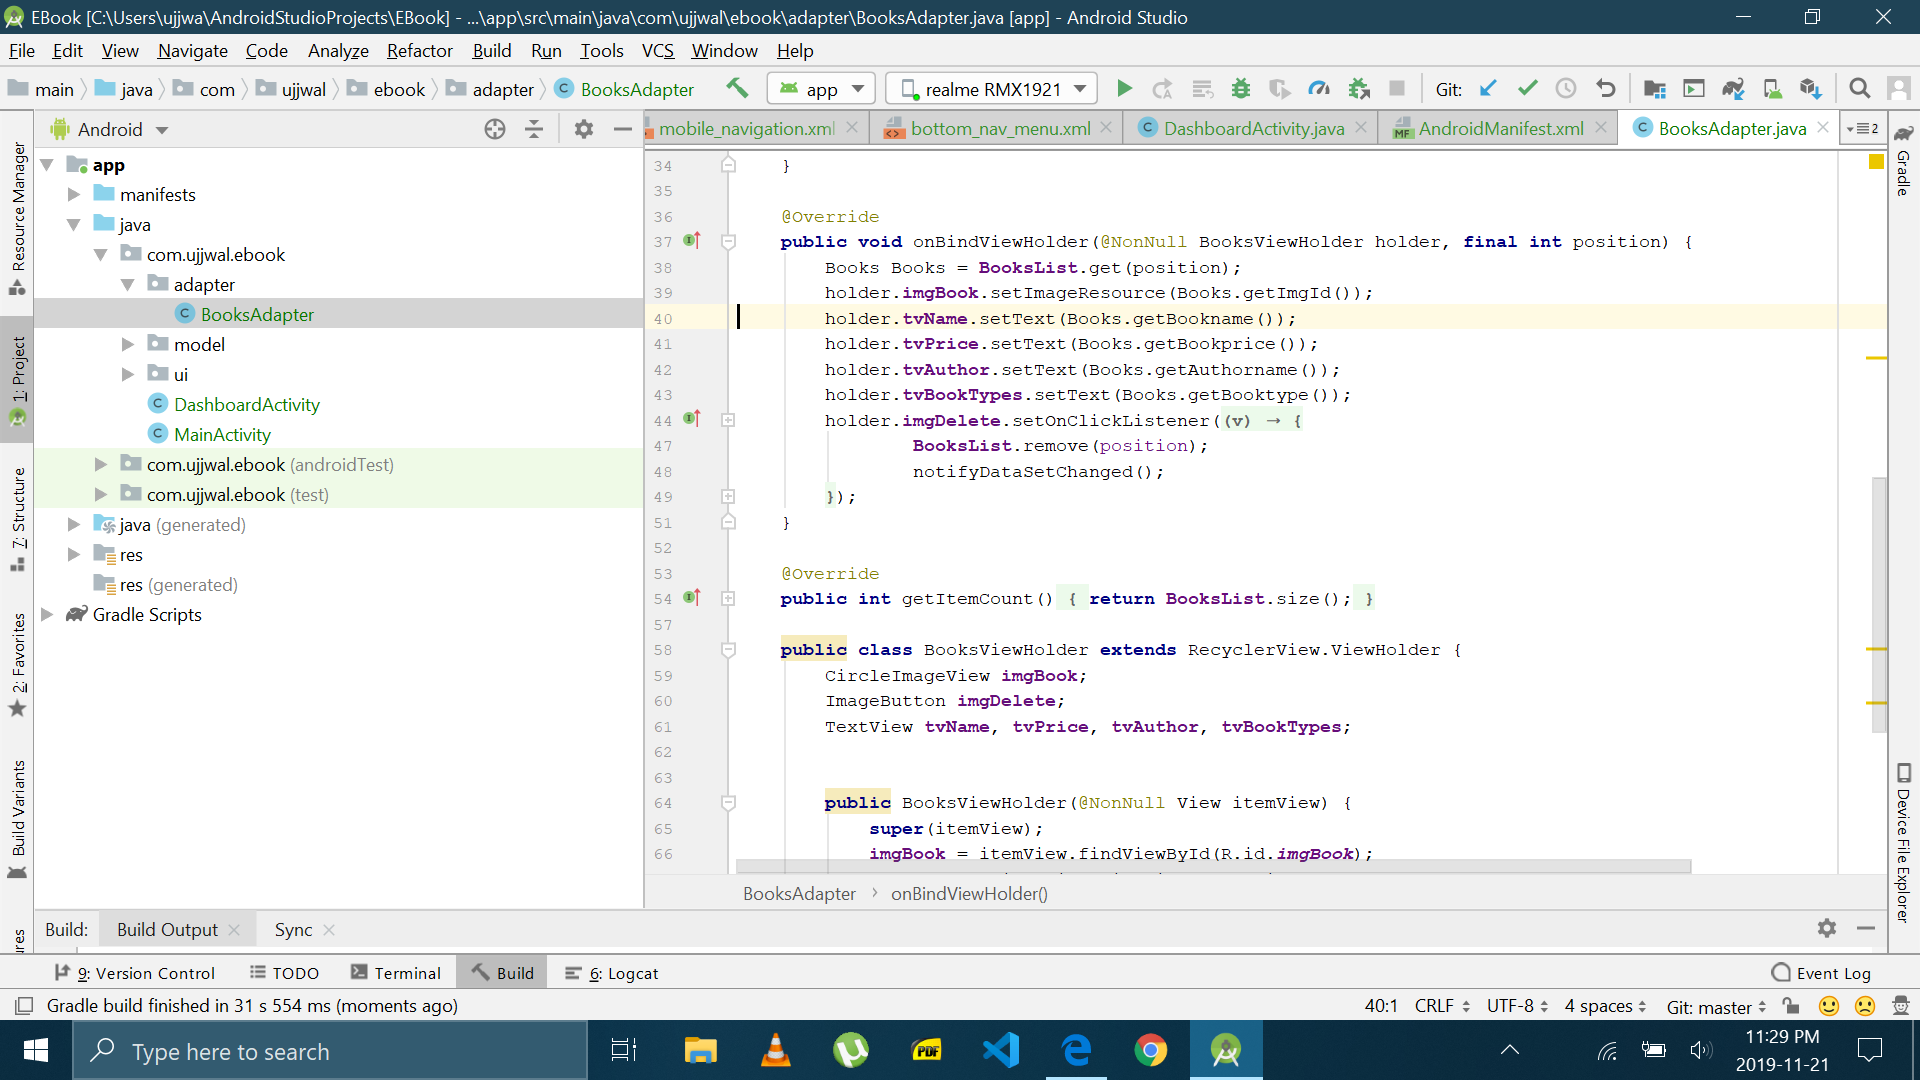 EBook [C:\Users\ujjwa\AndroidStudioProjects\EBook] - ...\app\src\main\java\com\ujjwal\ebook\adapter\BooksAdapter.java [app] - Android Studio
File Edit View Navigate Code Analyze Refactor Build Run Tools VCS Window Help
main java com ujjwal ebook adapter BooksAdapter app realme RMX1921 Git:
Android
mobile_navigation.xml bottom_nav_menu.xml DashboardActivity.java AndroidManifest.xml BooksAdapter.java 2
Resource Manager
1: Project
7: Structure
2: Favorites
Build Variants
app
manifests
java
com.ujjwal.ebook
adapter
BooksAdapter
model
ui
DashboardActivity
MainActivity
com.ujjwal.ebook (androidTest)
com.ujjwal.ebook (test)
java (generated)
res
res (generated)
Gradle Scripts
34 }
35
36 @Override
37 public void onBindViewHolder(@NonNull BooksViewHolder holder, final int position) {
38 Books Books = BooksList.get(position);
39 holder.imgBook.setImageResource(Books.getImgId());
40 holder.tvName.setText(Books.getBookname());
41 holder.tvPrice.setText(Books.getBookprice());
42 holder.tvAuthor.setText(Books.getAuthorname());
43 holder.tvBookTypes.setText(Books.getBooktype());
44 holder.imgDelete.setOnClickListener((v) → {
47 BooksList.remove(position);
48 notifyDataSetChanged();
49 });
51 }
52
53 @Override
54 public int getItemCount() { return BooksList.size(); }
57
58 public class BooksViewHolder extends RecyclerView.ViewHolder {
59 CircleImageView imgBook;
60 ImageButton imgDelete;
61 TextView tvName, tvPrice, tvAuthor, tvBookTypes;
62
63
64 public BooksViewHolder(@NonNull View itemView) {
65 super(itemView);
66 imgBook = itemView.findViewById(R.id.imgBook);
BooksAdapter › onBindViewHolder()
Gradle
Device File Explorer
Build: Build Output Sync
9: Version Control TODO Terminal Build 6: Logcat Event Log
Gradle build finished in 31 s 554 ms (moments ago) 40:1 CRLF UTF-8 4 spaces Git: master
Type here to search
PDF
11:29 PM
2019-11-21